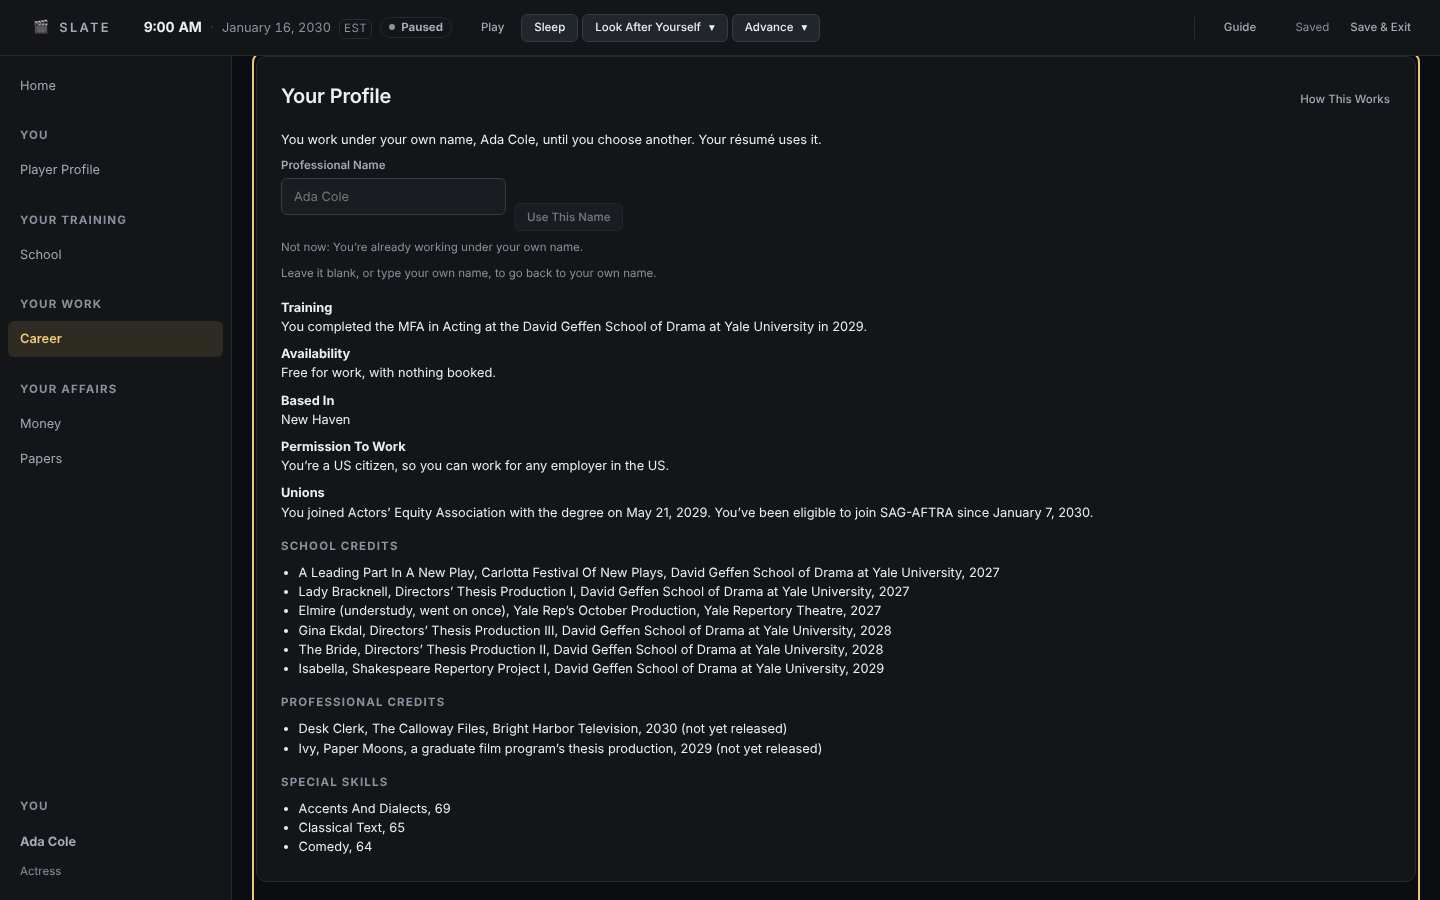 SLATE
9:00 AM · January 16, 2030 EST
Paused
Play
Sleep
Look After Yourself ▾
Advance ▾
Guide
Saved
Save & Exit
Home
YOU
Player Profile
YOUR TRAINING
School
YOUR WORK
Career
YOUR AFFAIRS
Money
Papers
YOU
Ada Cole
Actress
Your Profile
How This Works
You work under your own name, Ada Cole, until you choose another. Your résumé uses it.
Professional Name
Ada Cole
Use This Name
Not now: You’re already working under your own name.
Leave it blank, or type your own name, to go back to your own name.
Training
You completed the MFA in Acting at the David Geffen School of Drama at Yale University in 2029.
Availability
Free for work, with nothing booked.
Based In
New Haven
Permission To Work
You’re a US citizen, so you can work for any employer in the US.
Unions
You joined Actors’ Equity Association with the degree on May 21, 2029. You’ve been eligible to join SAG-AFTRA since January 7, 2030.
SCHOOL CREDITS
• A Leading Part In A New Play, Carlotta Festival Of New Plays, David Geffen School of Drama at Yale University, 2027
• Lady Bracknell, Directors’ Thesis Production I, David Geffen School of Drama at Yale University, 2027
• Elmire (understudy, went on once), Yale Rep’s October Production, Yale Repertory Theatre, 2027
• Gina Ekdal, Directors’ Thesis Production III, David Geffen School of Drama at Yale University, 2028
• The Bride, Directors’ Thesis Production II, David Geffen School of Drama at Yale University, 2028
• Isabella, Shakespeare Repertory Project I, David Geffen School of Drama at Yale University, 2029
PROFESSIONAL CREDITS
• Desk Clerk, The Calloway Files, Bright Harbor Television, 2030 (not yet released)
• Ivy, Paper Moons, a graduate film program’s thesis production, 2029 (not yet released)
SPECIAL SKILLS
• Accents And Dialects, 69
• Classical Text, 65
• Comedy, 64